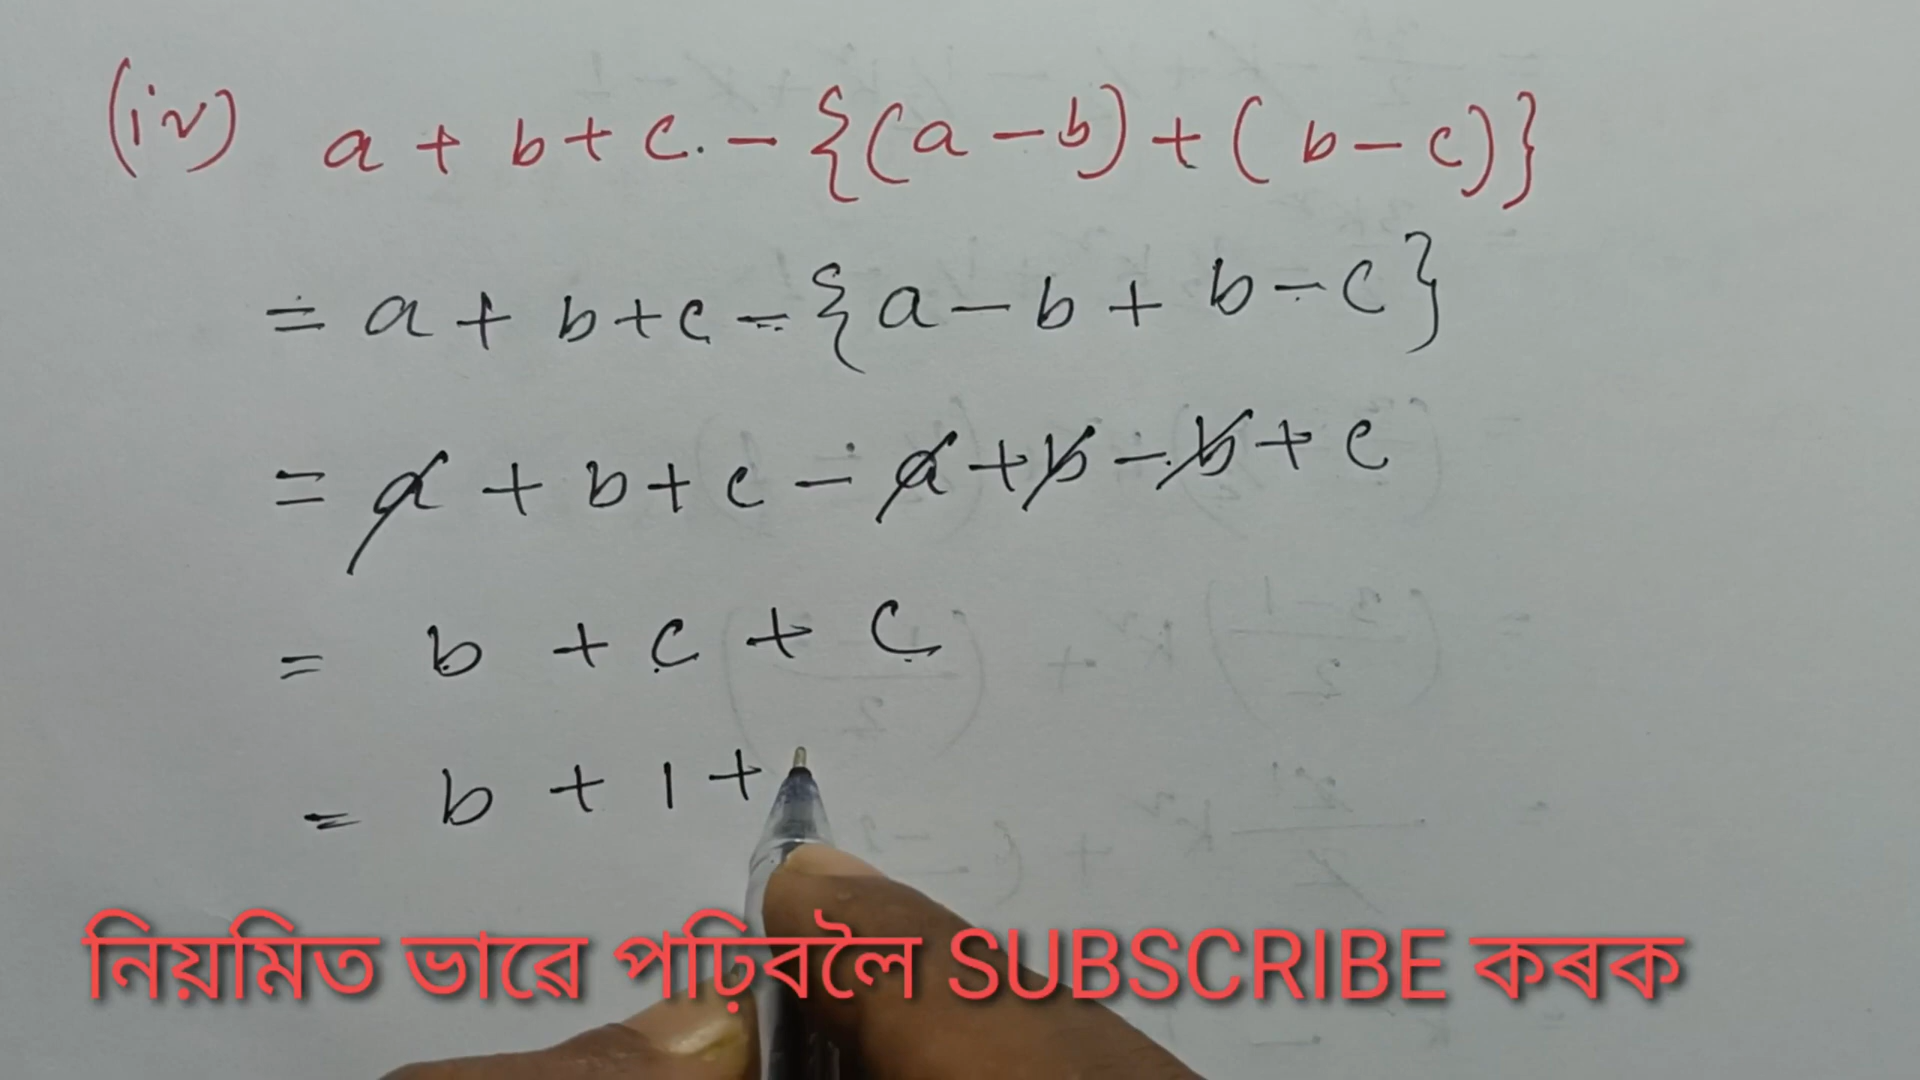 (iv) a + b + c. - {(a - b) + (b - c)}
= a + b + c - {a - b + b - c}
= a + b + c - a + b - b + c
= b + c + c
= b + 1 +
নিয়মিত ভাৱে পঢ়িবলৈ SUBSCRIBE কৰক